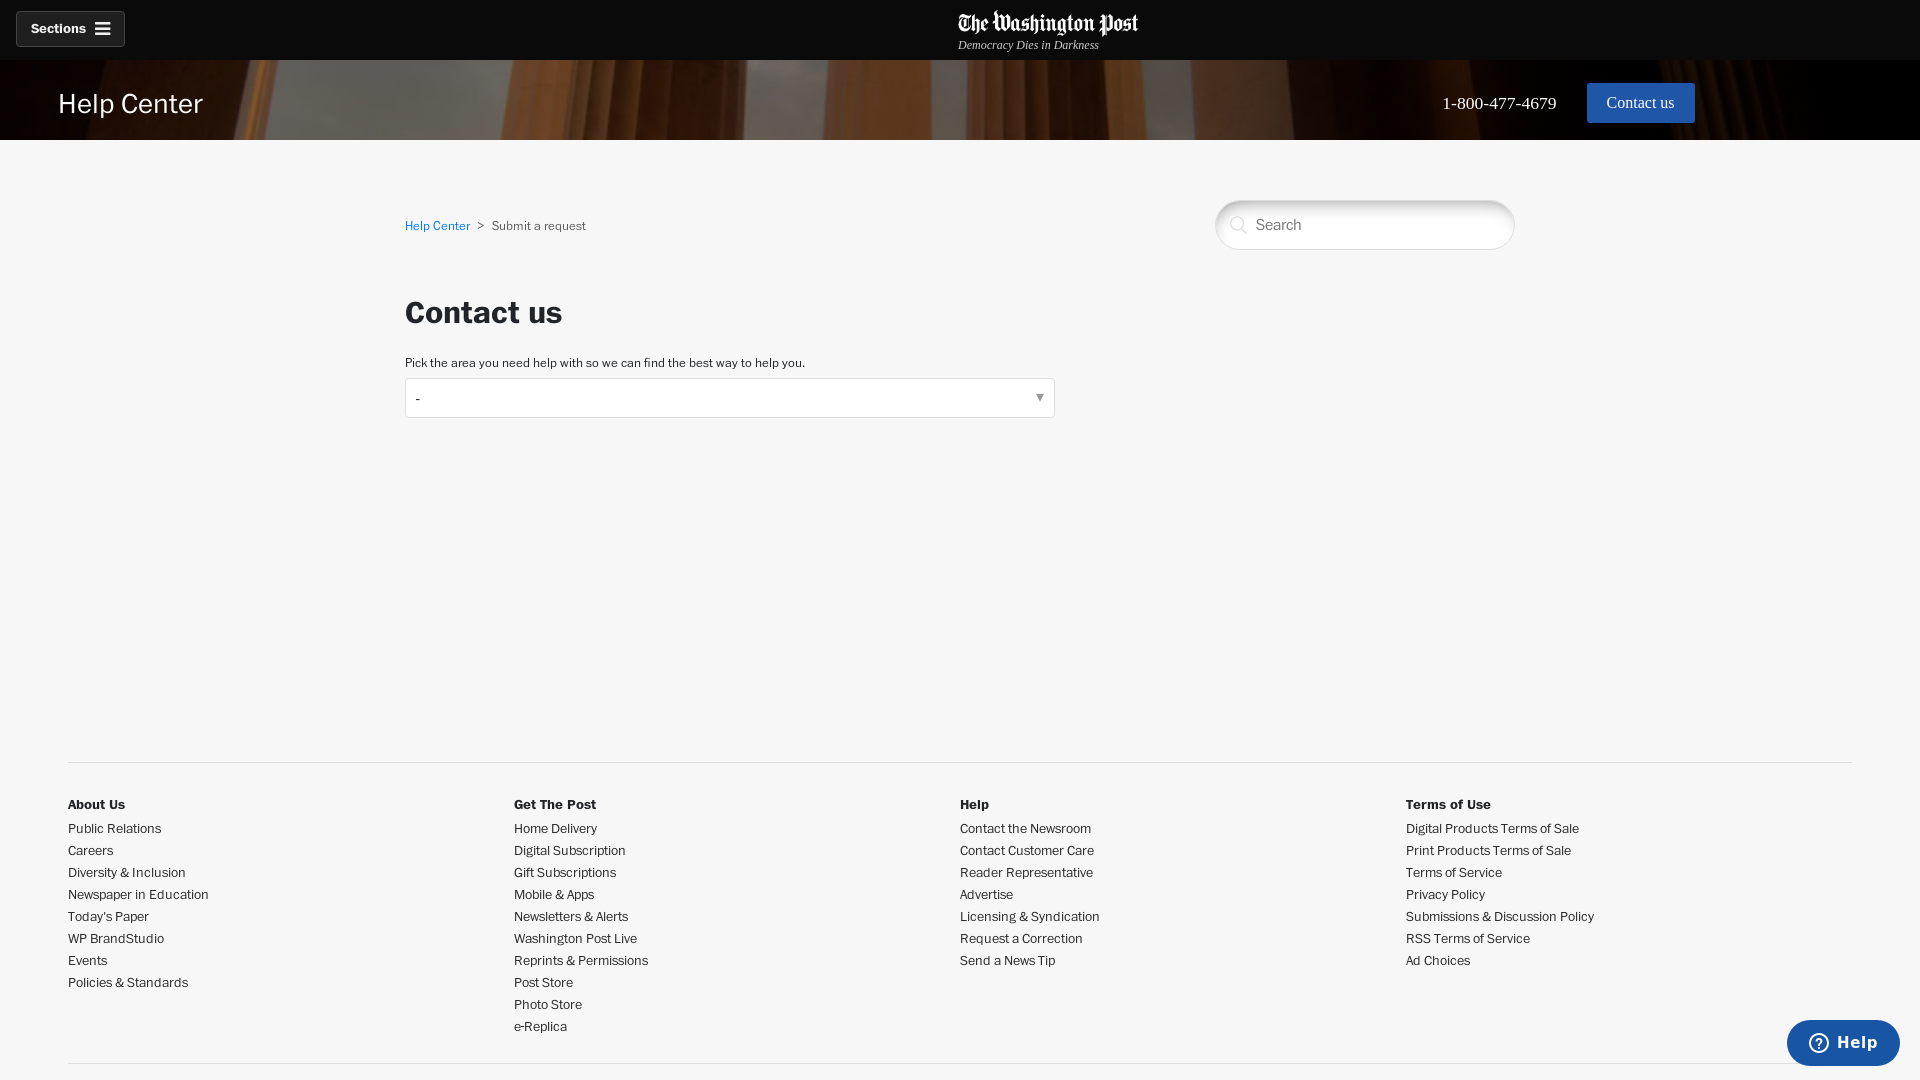 Sections
The Washington Post
Democracy Dies in Darkness
Help Center
1-800-477-4679
Contact us
Help Center > Submit a request
Search
Contact us
Pick the area you need help with so we can find the best way to help you.
-
About Us
Public Relations
Careers
Diversity & Inclusion
Newspaper in Education
Today's Paper
WP BrandStudio
Events
Policies & Standards
Get The Post
Home Delivery
Digital Subscription
Gift Subscriptions
Mobile & Apps
Newsletters & Alerts
Washington Post Live
Reprints & Permissions
Post Store
Photo Store
e-Replica
Help
Contact the Newsroom
Contact Customer Care
Reader Representative
Advertise
Licensing & Syndication
Request a Correction
Send a News Tip
Terms of Use
Digital Products Terms of Sale
Print Products Terms of Sale
Terms of Service
Privacy Policy
Submissions & Discussion Policy
RSS Terms of Service
Ad Choices
Help